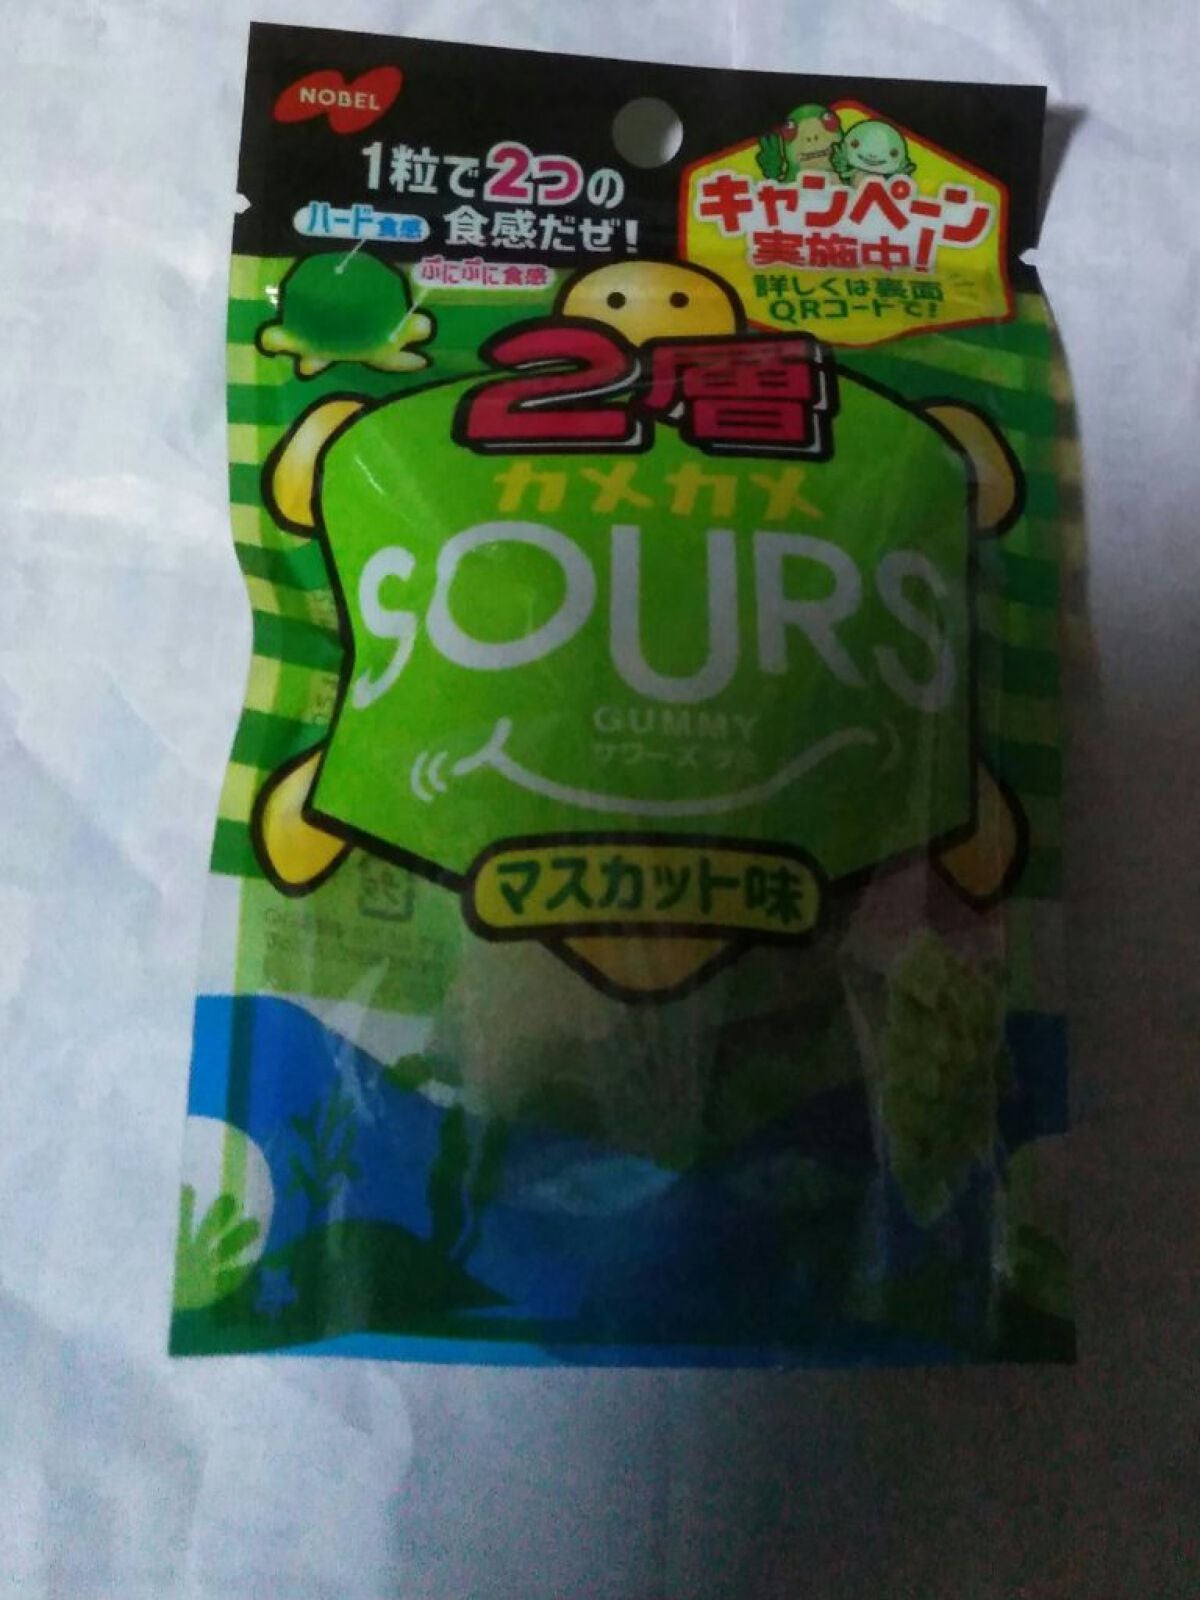 NOBEL
1粒で2つの
食感だぜ!
ハード食感
ぷにぷに食感
キャンペーン
実施中!
詳しくは裏面
QRコードで!
2層
カメカメ
SOURS
GUMMY
サワーズグミ
マスカット味